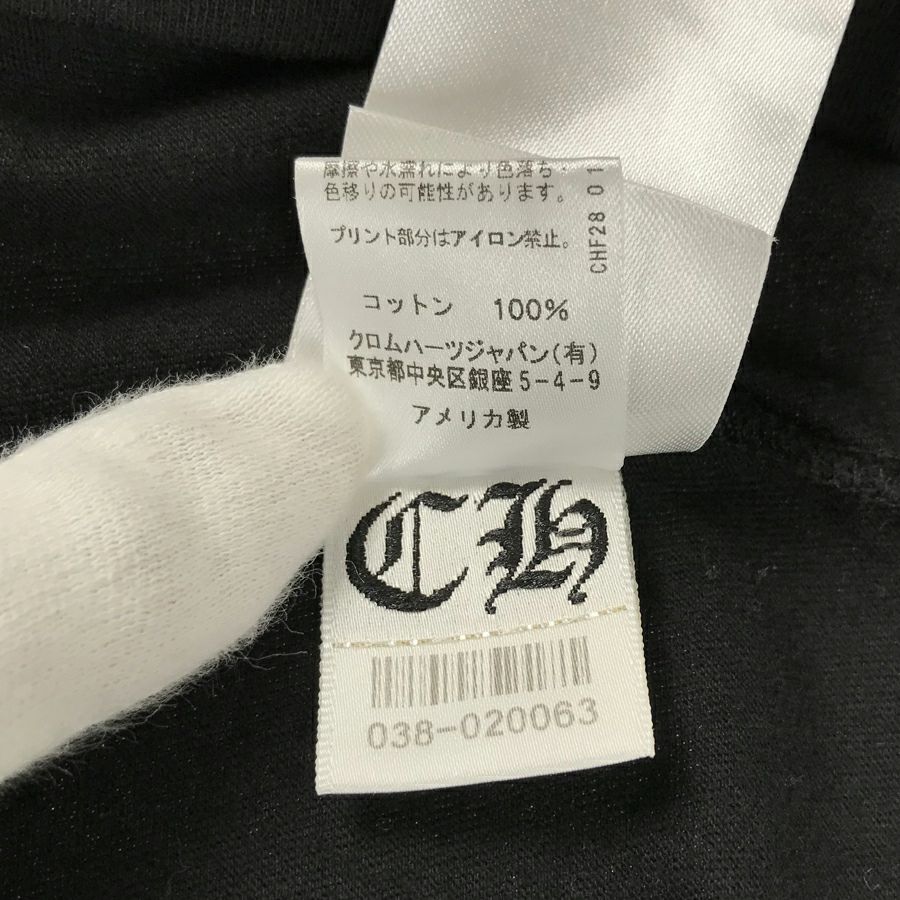 摩擦や水濡れにより色落ち・
色移りの可能性があります。
プリント部分はアイロン禁止。
CHF28 01
コットン 100%
クロムハーツジャパン(有)
東京都中央区銀座5-4-9
アメリカ製
CH
038-020063